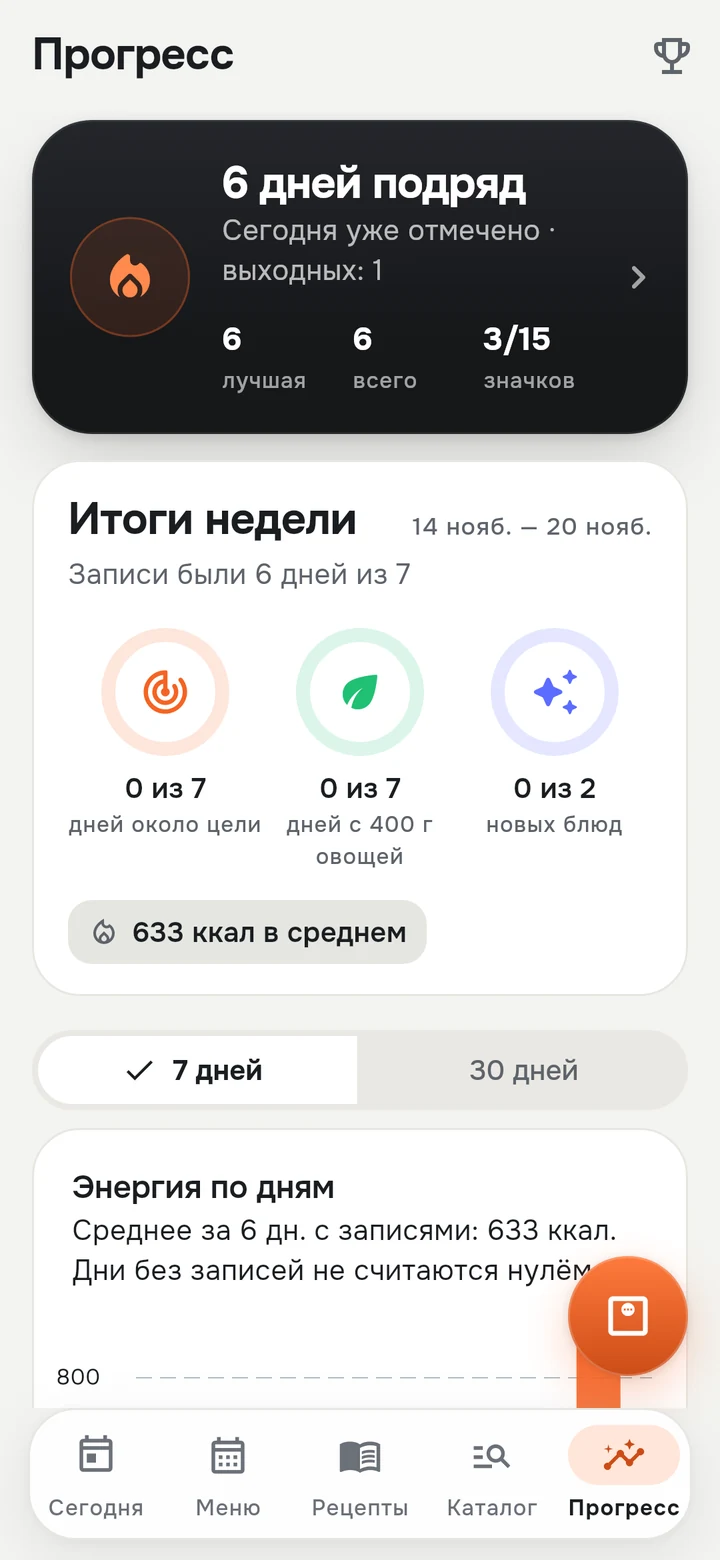 Прогресс
6 дней подряд
Сегодня уже отмечено ·
выходных: 1
6 6 3/15
лучшая всего значков
Итоги недели 14 нояб. — 20 нояб.
Записи были 6 дней из 7
0 из 7 0 из 7 0 из 2
дней около цели дней с 400 г новых блюд
овощей
633 ккал в среднем
7 дней 30 дней
Энергия по дням
Среднее за 6 дн. с записями: 633 ккал.
Дни без записей не считаются нулём
800
Сегодня Меню Рецепты Каталог Прогресс